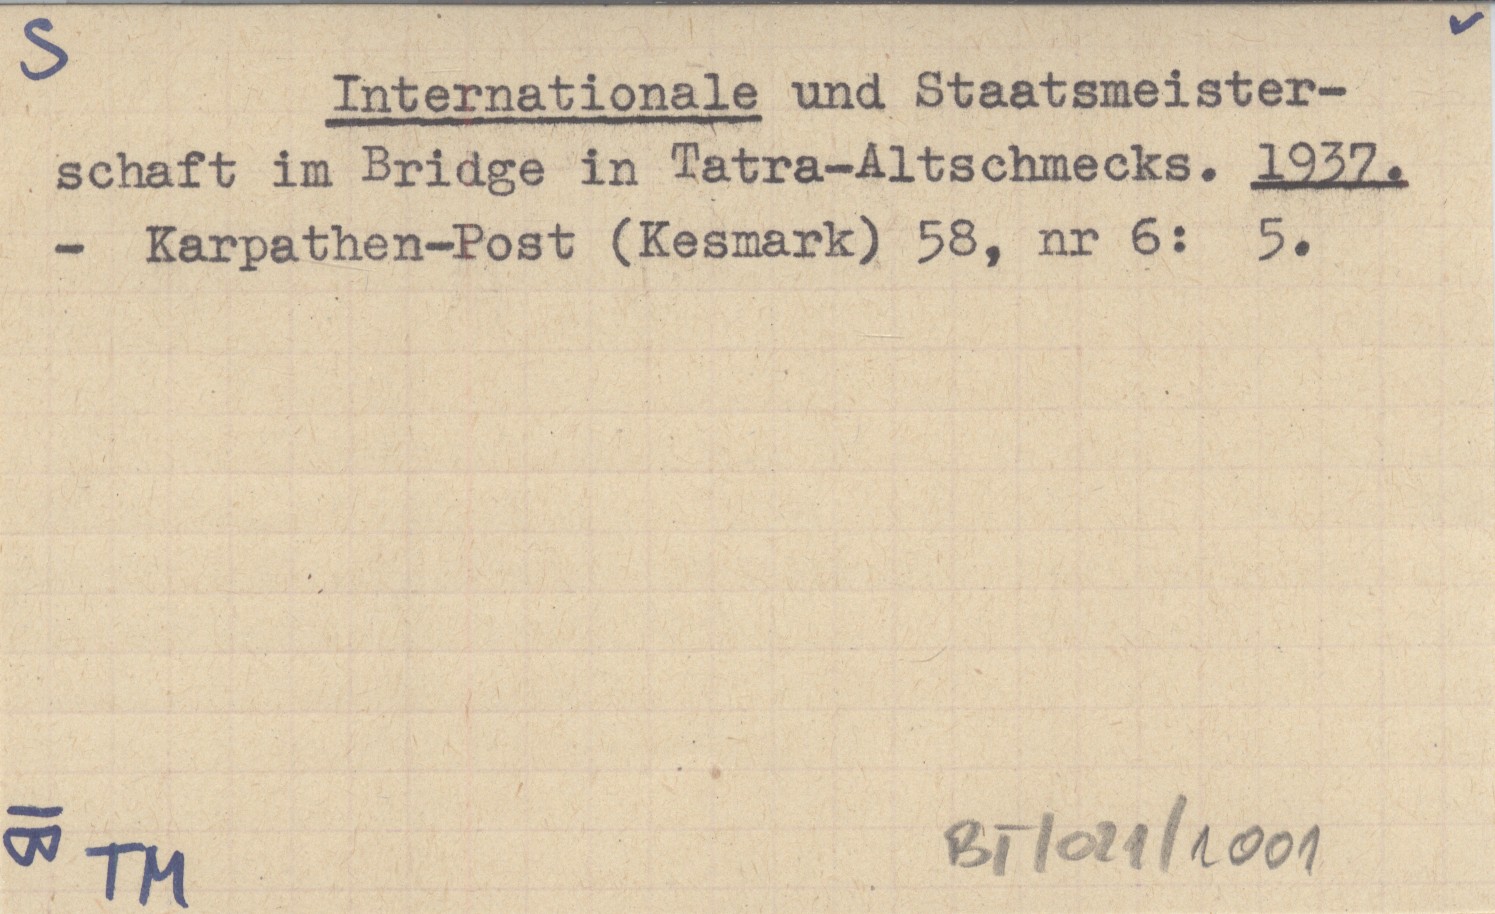 S
Internationale und Staatsmeister-
schaft im Bridge in Tatra-Altschmecks. 1937.
- Karpathen-Post (Kesmark) 58, nr 6: 5.
TM
BT/021/1001